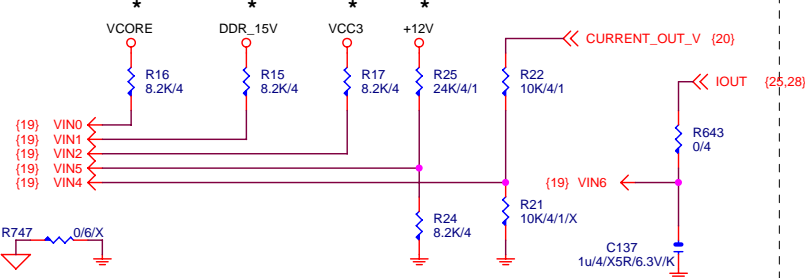 * * * *
VCORE DDR_15V VCC3 +12V
CURRENT_OUT_V {20}
R16 8.2K/4
R15 8.2K/4
R17 8.2K/4
R25 24K/4/1
R22 10K/4/1
IOUT {25,28}
{19} VIN0
{19} VIN1
{19} VIN2
{19} VIN5
{19} VIN4
R643 0/4
{19} VIN6
R24 8.2K/4
R21 10K/4/1/X
R747 0/6/X
C137
1u/4/X5R/6.3V/K